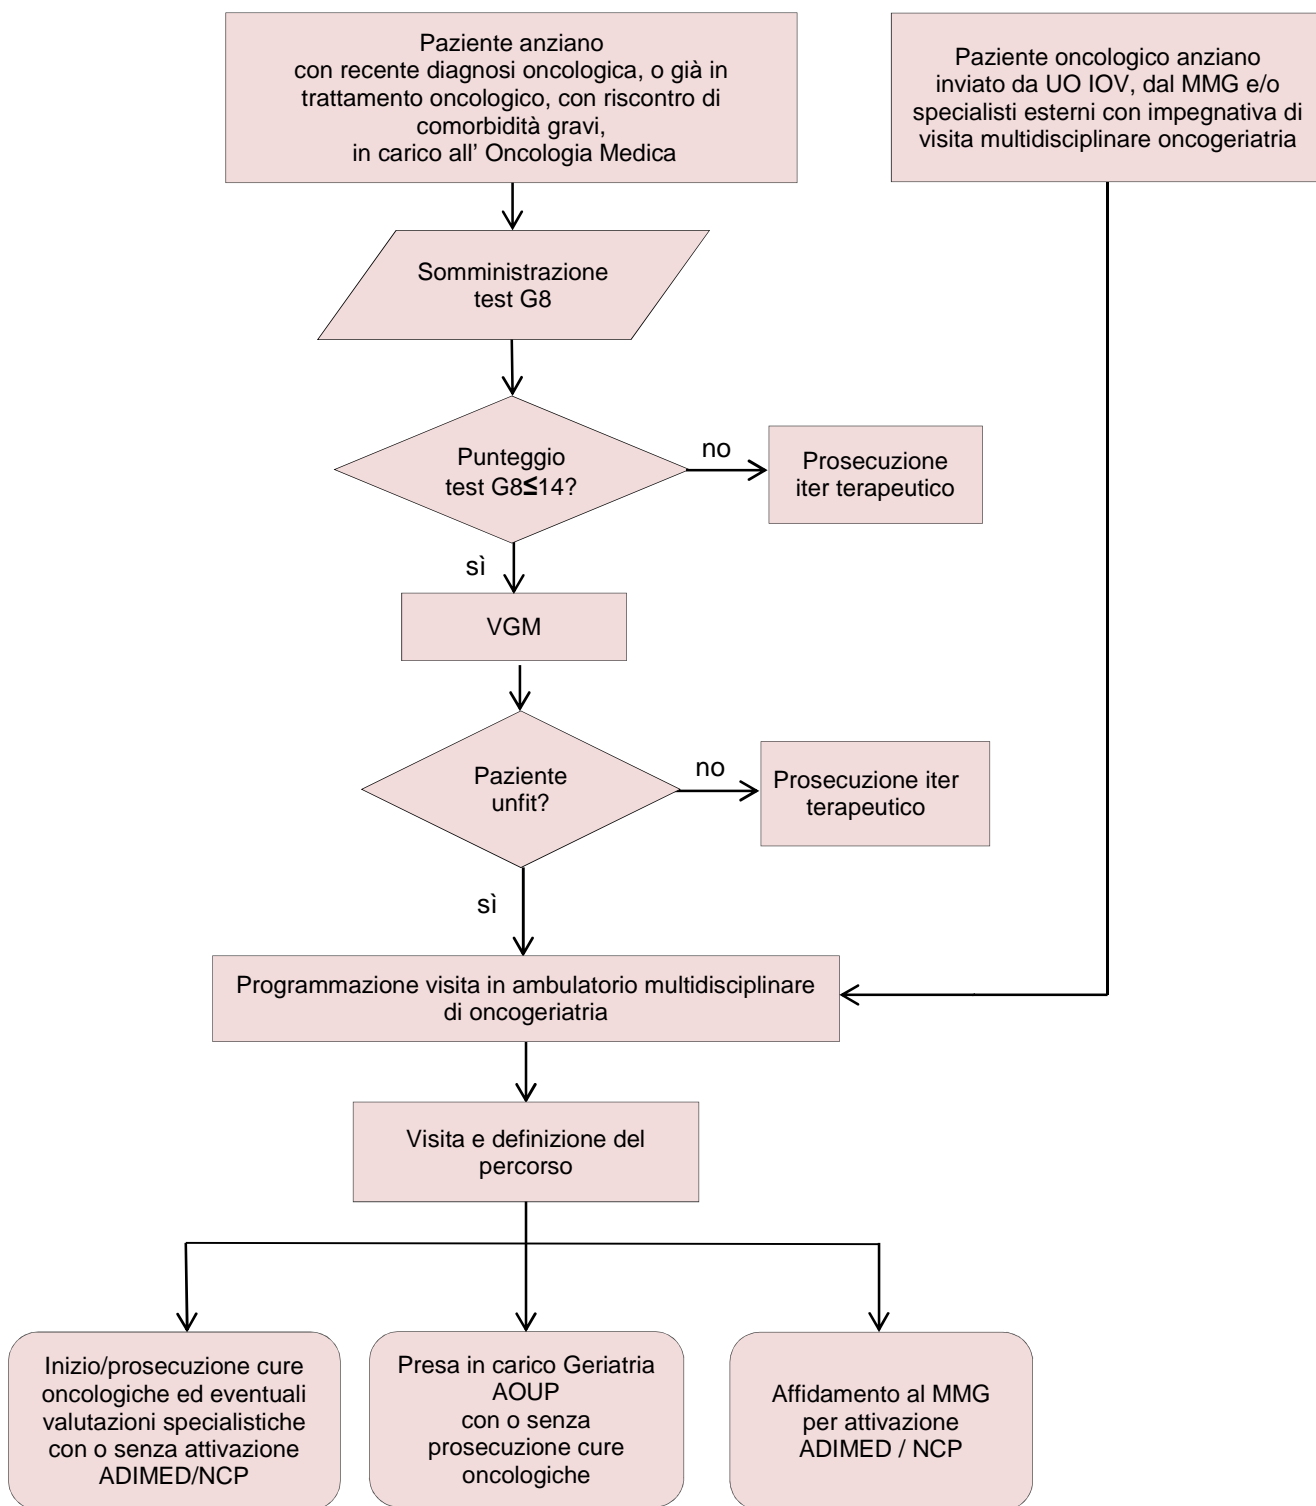 Paziente anziano
con recente diagnosi oncologica, o già in
trattamento oncologico, con riscontro di
comorbidità gravi,
in carico all' Oncologia Medica
Paziente oncologico anziano
inviato da UO IOV, dal MMG e/o
specialisti esterni con impegnativa di
visita multidisciplinare oncogeriatria
Somministrazione
test G8
Punteggio
test G8≤14?
no
Prosecuzione
iter terapeutico
sì
VGM
Paziente
unfit?
no
Prosecuzione iter
terapeutico
sì
Programmazione visita in ambulatorio multidisciplinare
di oncogeriatria
Visita e definizione del
percorso
Inizio/prosecuzione cure
oncologiche ed eventuali
valutazioni specialistiche
con o senza attivazione
ADIMED/NCP
Presa in carico Geriatria
AOUP
con o senza
prosecuzione cure
oncologiche
Affidamento al MMG
per attivazione
ADIMED / NCP